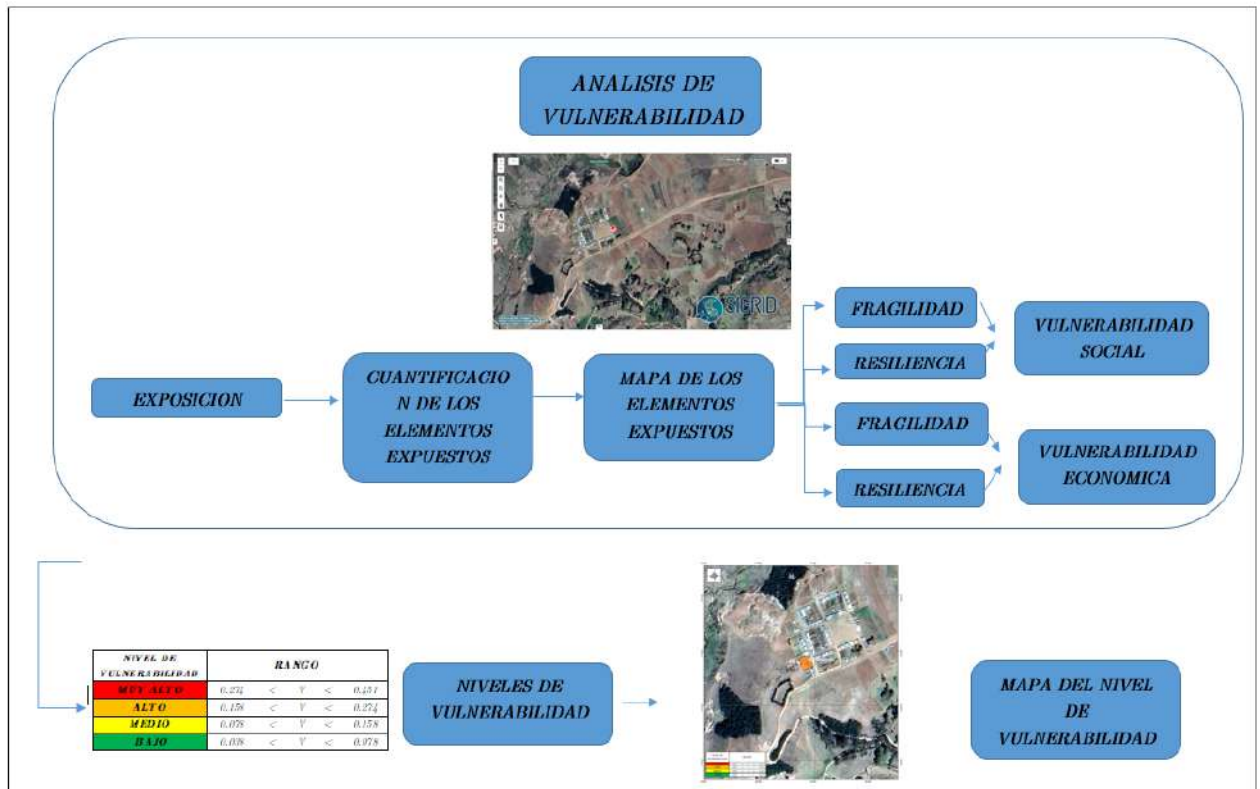 ANALISIS DE
VULNERABILIDAD
SIGRID
FRAGILIDAD
RESILIENCIA
VULNERABILIDAD
SOCIAL
EXPOSICION
CUANTIFICACIO
N DE LOS
ELEMENTOS
EXPUESTOS
MAPA DE LOS
ELEMENTOS
EXPUESTOS
FRAGILIDAD
RESILIENCIA
VULNERABILIDAD
ECONOMICA
NIVEL DE
VULNERABILIDAD
RANGO
MUY ALTO 0.274 < V < 0.451
ALTO 0.158 < V < 0.274
MEDIO 0.078 < V < 0.158
BAJO 0.038 < V < 0.078
NIVELES DE
VULNERABILIDAD
MAPA DEL NIVEL
DE
VULNERABILIDAD